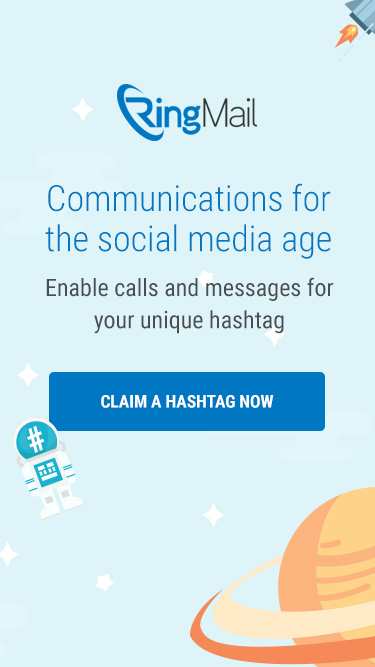 RingMail
Communications for
the social media age
Enable calls and messages for
your unique hashtag
CLAIM A HASHTAG NOW
#